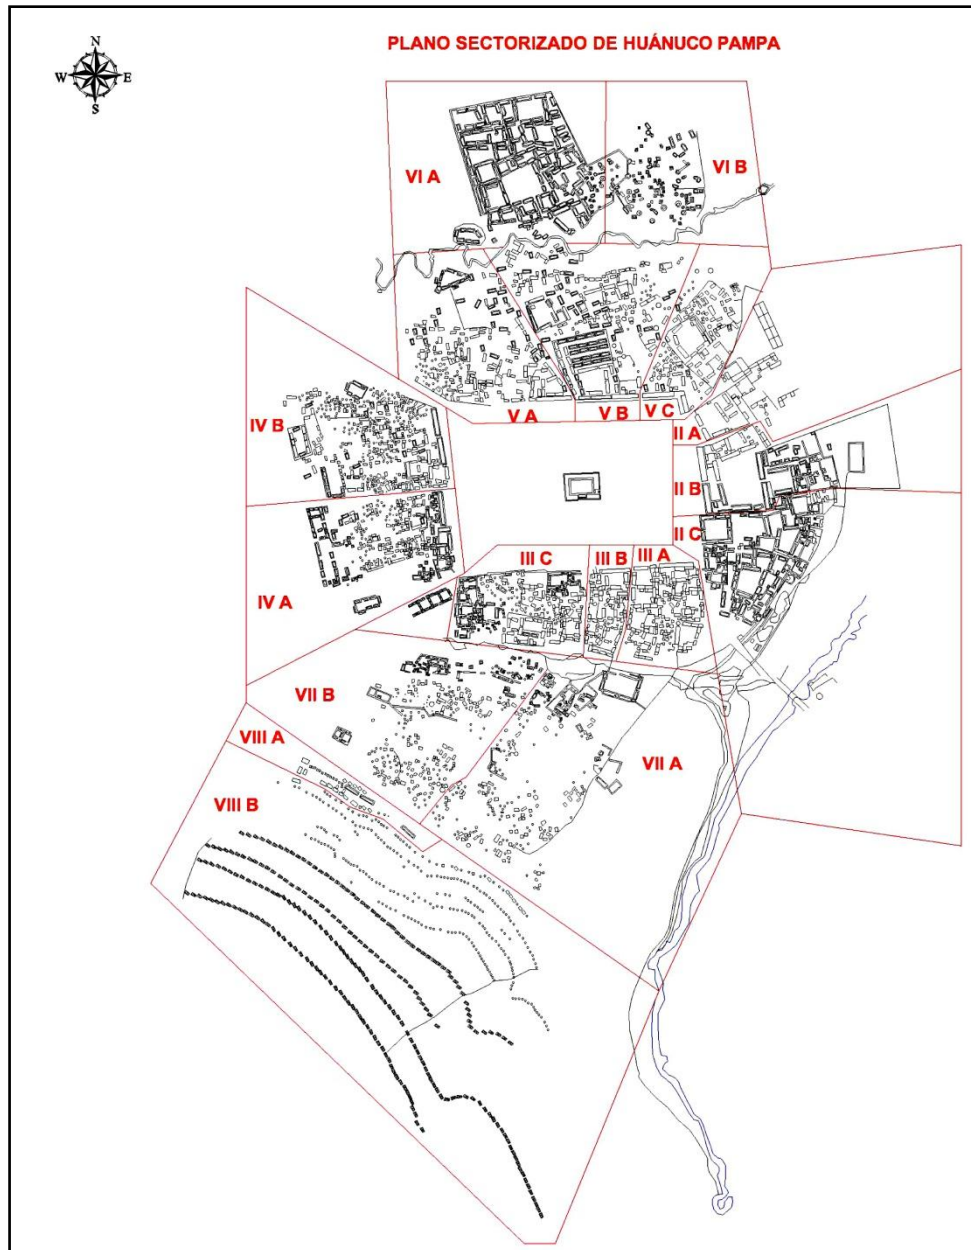 PLANO SECTORIZADO DE HUÁNUCO PAMPA
N
W E
S
VI A
VI B
IV B
V A
V B
V C
II A
II B
II C
III C
III B
III A
IV A
VII B
VIII A
VII A
VIII B